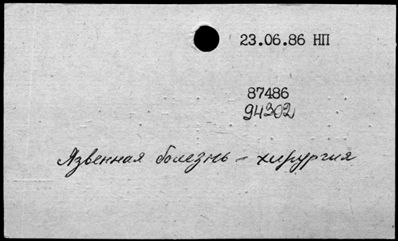 23.06.86 НП
87486
94302
Язвенная болезнь – хирургия